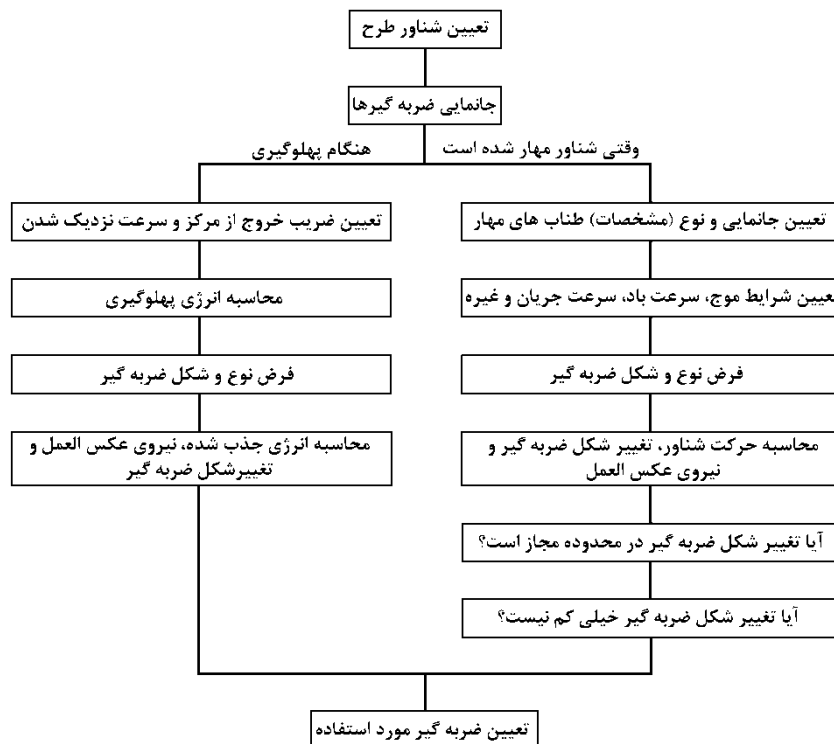 تعیین شناور طرح
جانمایی ضربه گیرها
وقتی شناور مهار شده است
هنگام پهلوگیری
تعیین جانمایی و نوع (مشخصات) طناب های مهار
تعیین ضریب خروج از مرکز و سرعت نزدیک شدن
تعیین شرایط موج، سرعت باد، سرعت جریان و غیره
محاسبه انرژی پهلوگیری
فرض نوع و شکل ضربه گیر
فرض نوع و شکل ضربه گیر
محاسبه حرکت شناور، تغییر شکل ضربه گیر و
نیروی عکس العمل
محاسبه انرژی جذب شده، نیروی عکس العمل و
تغییرشکل ضربه گیر
آیا تغییر شکل ضربه گیر در محدوده مجاز است؟
آیا تغییر شکل ضربه گیر خیلی کم نیست؟
تعیین ضربه گیر مورد استفاده